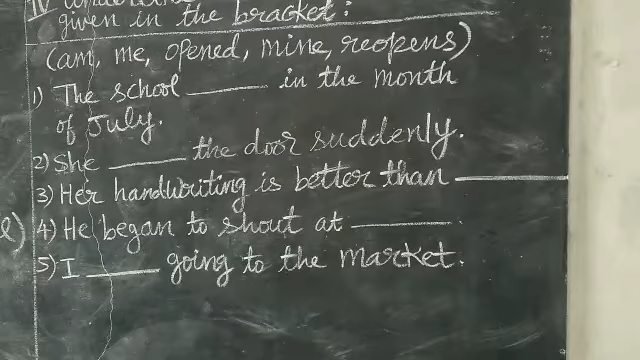 IV
given in the bracket:
(am, me, opened, mine, reopens)
1) The school ______ in the month
of July.
2) She ______ the door suddenly.
3) Her handwriting is better than ______
e) 4) He began to shout at ______.
5) I ______ going to the market.